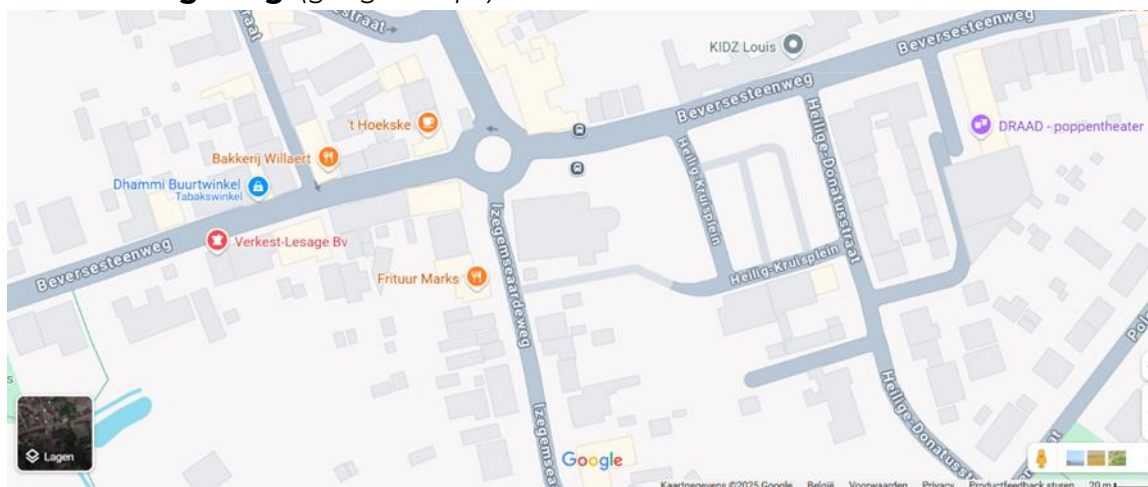 KIDZ Louis
Beversesteenweg
Beversesteenweg
't Hoekske
DRAAD - poppentheater
Bakkerij Willaert
Dhammi Buurtwinkel
Tabakswinkel
Heilig-Kruisplein
Heilige-Donatusstraat
Verkest-Lesage Bv
Beversesteenweg
Izegemseaardeweg
Heilig-Kruisplein
Frituur Marks
Heilige-Donatusstraat
Lagen
Google
Kaartgegevens ©2025 Google België Voorwaarden Privacy Productfeedback sturen 20 m